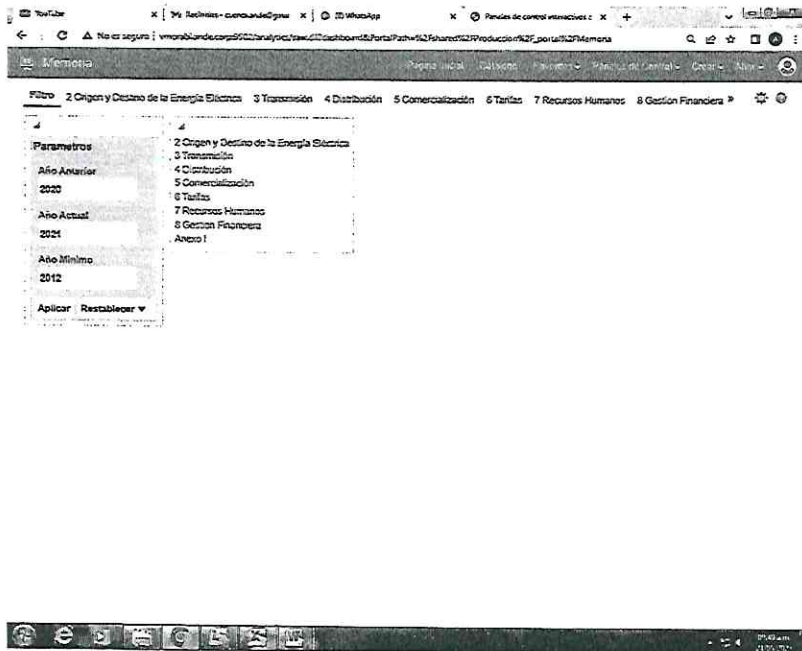 YouTube
WhatsApp
Paneles de control interactivos
No es seguro
Memoria
Página Inicial Catálogo Favoritos Paneles de Control Crear
Filtro 2 Origen y Destino de la Energía Eléctrica 3 Transmisión 4 Distribución 5 Comercialización 6 Tarifas 7 Recursos Humanos 8 Gestion Financiera »
Parametros
Año Anterior
2020
Año Actual
2021
Año Minimo
2012
Aplicar Restablecer
2 Origen y Destino de la Energía Eléctrica
3 Transmisión
4 Distribución
5 Comercialización
6 Tarifas
7 Recursos Humanos
8 Gestion Financiera
Anexo I